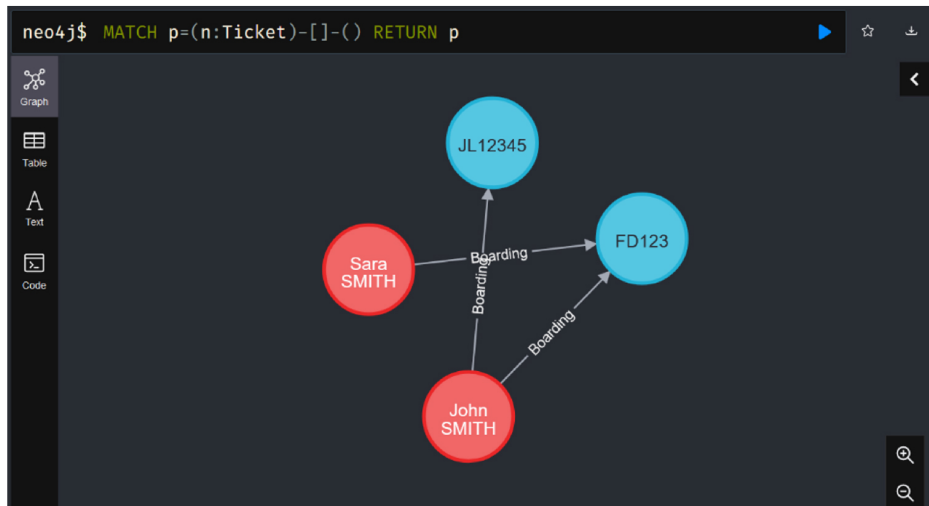 neo4j$ MATCH p=(n:Ticket)-[]-() RETURN p
Graph
Table
A
Text
Code
JL12345
FD123
Sara
SMITH
Boarding
Boarding
Boarding
John
SMITH